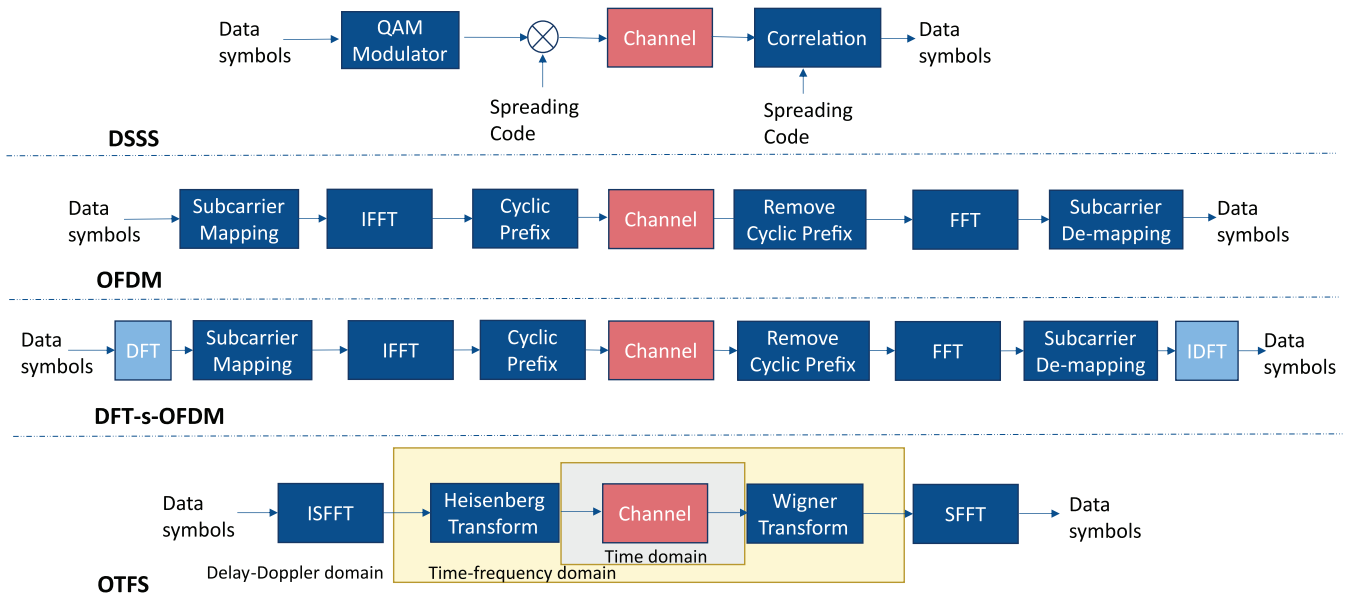 Data
symbols
QAM
Modulator
Channel
Correlation
Data
symbols
Spreading
Code
Spreading
Code
DSSS
Data
symbols
Subcarrier
Mapping
IFFT
Cyclic
Prefix
Channel
Remove
Cyclic Prefix
FFT
Subcarrier
De-mapping
Data
symbols
OFDM
Data
symbols
DFT
Subcarrier
Mapping
IFFT
Cyclic
Prefix
Channel
Remove
Cyclic Prefix
FFT
Subcarrier
De-mapping
IDFT
Data
symbols
DFT-s-OFDM
Data
symbols
ISFFT
Heisenberg
Transform
Channel
Wigner
Transform
SFFT
Data
symbols
Time domain
Delay-Doppler domain
Time-frequency domain
OTFS